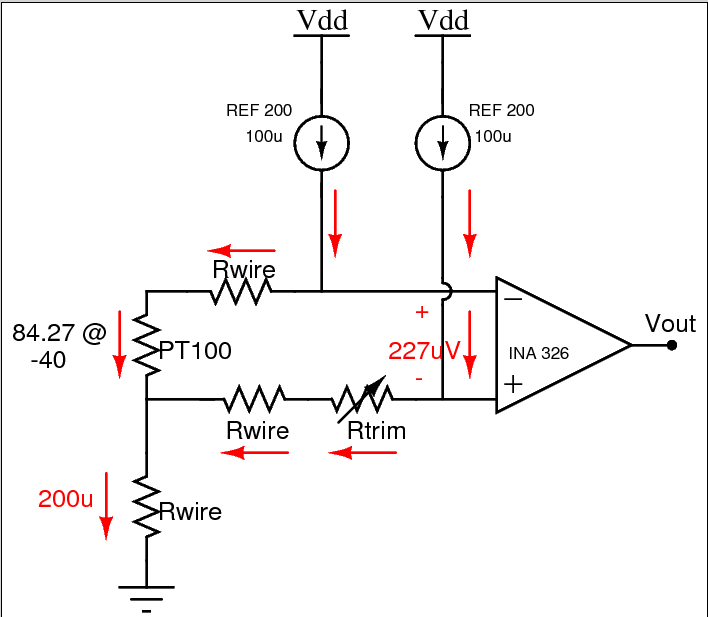 Vdd
Vdd
REF 200
100u
REF 200
100u
Rwire
+
84.27 @
-40
PT100
227uV
-
−
INA 326
+
Vout
Rwire
Rtrim
200u
Rwire